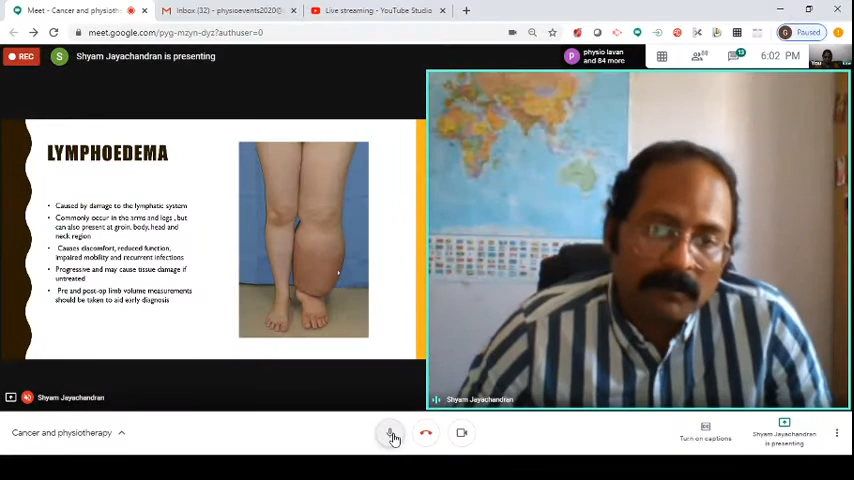 Meet - Cancer and physioth
Inbox (32) - physioevents2020@
Live streaming - YouTube Studio
meet.google.com/pyg-mzyn-dyz?authuser=0
G Paused
REC
S Shyam Jayachandran is presenting
P physio lavan
and 84 more
6:02 PM
You
LYMPHOEDEMA
• Caused by damage to the lymphatic system
• Commonly occur in the arms and legs ,but
can also present at groin, body, head and
neck region
• Causes discomfort, reduced function,
impaired mobility and recurrent infections
• Progressive and may cause tissue damage if
untreated
• Pre and post-op limb volume measurements
should be taken to aid early diagnosis
Shyam Jayachandran
Shyam Jayachandran
Cancer and physiotherapy
Turn on captions
Shyam Jayachandran
is presenting